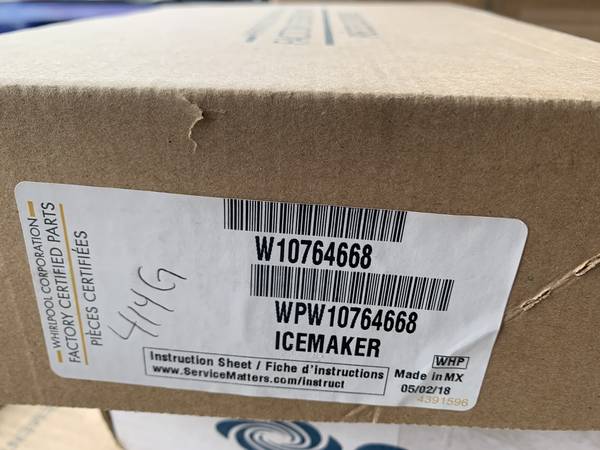 WHIRLPOOL CORPORATION
FACTORY CERTIFIED PARTS
PIÈCES CERTIFIÉES
414G
W10764668
WPW10764668
ICEMAKER
Instruction Sheet / Fiche d'instructions
www.ServiceMatters.com/instruct
WHP
Made in MX
05/02/18
4391596